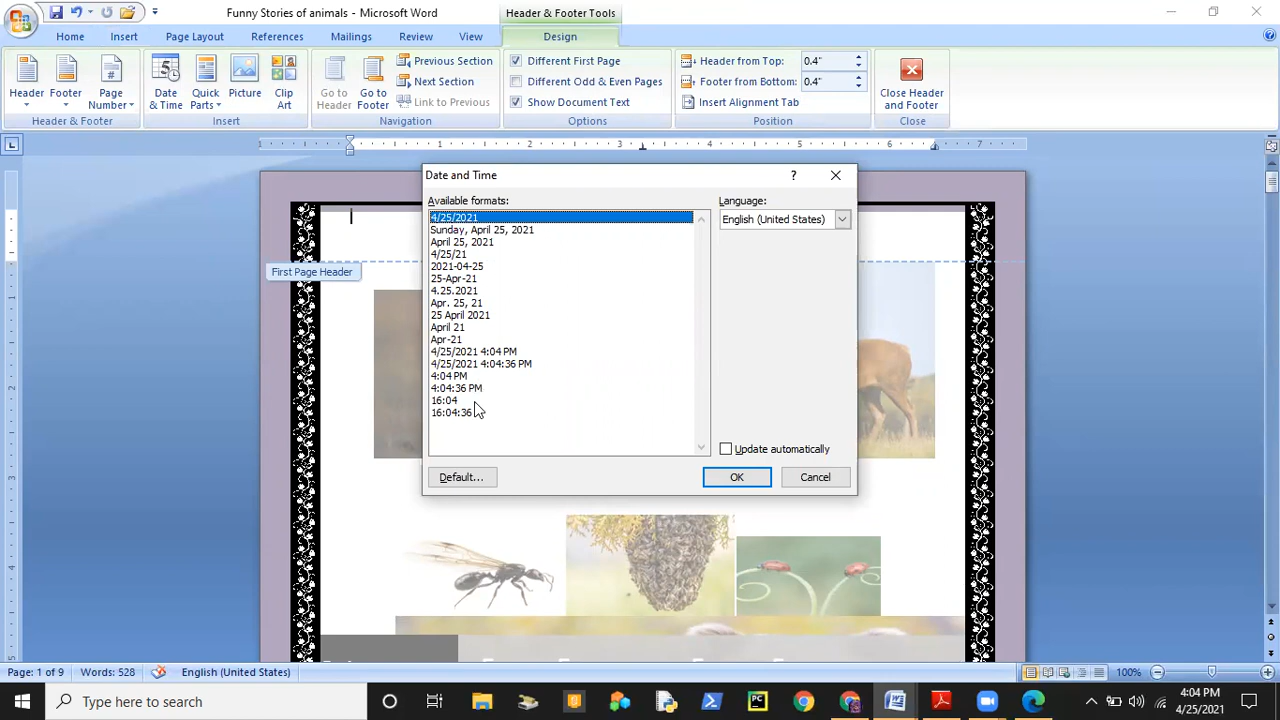 Funny Stories of animals - Microsoft Word
Header & Footer Tools
Home
Insert
Page Layout
References
Mailings
Review
View
Design
Header
Footer
Page Number
Header & Footer
Date & Time
Quick Parts
Picture
Clip Art
Insert
Go to Header
Go to Footer
Previous Section
Next Section
Link to Previous
Navigation
Different First Page
Different Odd & Even Pages
Show Document Text
Options
Header from Top: 0.4"
Footer from Bottom: 0.4"
Insert Alignment Tab
Position
Close Header and Footer
Close
1 1 2 3 4 5 6 7
First Page Header
Date and Time
Available formats:
4/25/2021
Sunday, April 25, 2021
April 25, 2021
4/25/21
2021-04-25
25-Apr-21
4.25.2021
Apr. 25, 21
25 April 2021
April 21
Apr-21
4/25/2021 4:04 PM
4/25/2021 4:04:36 PM
4:04 PM
4:04:36 PM
16:04
16:04:36
Language:
English (United States)
Update automatically
Default...
OK
Cancel
Page: 1 of 9
Words: 528
English (United States)
100%
Type here to search
4:04 PM
4/25/2021